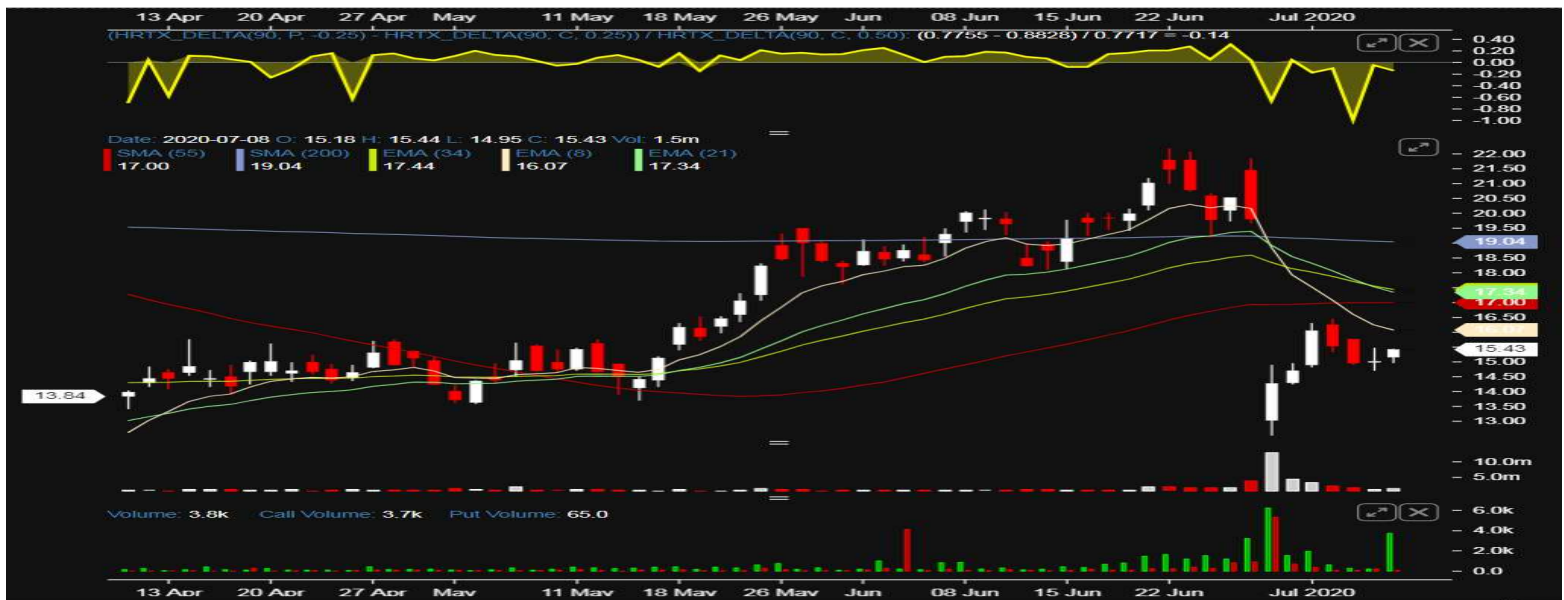 13 Apr 20 Apr 27 Apr May 11 May 18 May 26 May Jun 08 Jun 15 Jun 22 Jun Jul 2020
(HRTX_DELTA(90, P, -0.25) - HRTX_DELTA(90, C, 0.25)) / HRTX_DELTA(90, C, 0.50): (0.7755 - 0.8828) / 0.7717 = -0.14
0.40
0.20
0.00
-0.20
-0.40
-0.60
-0.80
-1.00
Date: 2020-07-08 O: 15.18 H: 15.44 L: 14.95 C: 15.43 Vol: 1.5m
SMA (55) SMA (200) EMA (34) EMA (8) EMA (21)
17.00 19.04 17.44 16.07 17.34
22.00
21.50
21.00
20.50
20.00
19.50
19.04
18.50
18.00
17.34
17.00
16.50
16.07
15.43
15.00
14.50
14.00
13.84
13.50
13.00
10.0m
5.0m
Volume: 3.8k Call Volume: 3.7k Put Volume: 65.0
6.0k
4.0k
2.0k
0.0
13 Apr 20 Apr 27 Apr May 11 May 18 May 26 May Jun 08 Jun 15 Jun 22 Jun Jul 2020